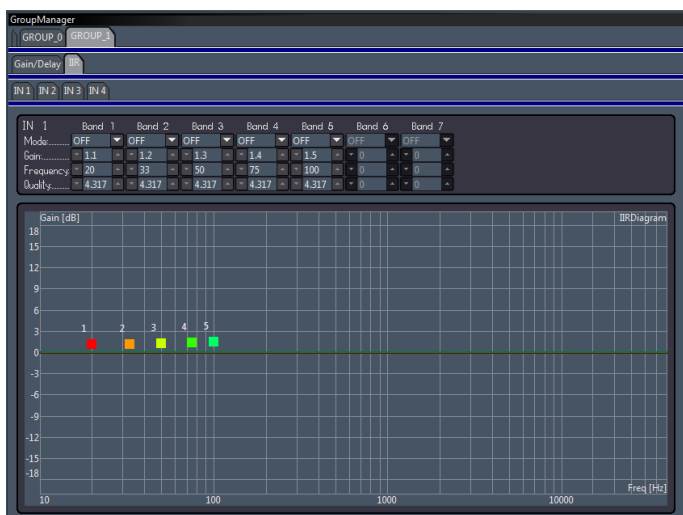 GroupManager
GROUP_0 GROUP_1
Gain/Delay IIR
IN 1 IN 2 IN 3 IN 4
IN 1 Band 1 Band 2 Band 3 Band 4 Band 5 Band 6 Band 7
Mode:........ OFF OFF OFF OFF OFF OFF OFF
Gain:.......... 1.1 1.2 1.3 1.4 1.5 0 0
Frequency: 20 33 50 75 100 0 0
Quality:....... 4.317 4.317 4.317 4.317 4.317 0 0
Gain [dB] IIRDiagram
18
15
12
9
6
3 1 2 3 4 5
0
-3
-6
-9
-12
-15
-18
Freq [Hz]
10 100 1000 10000